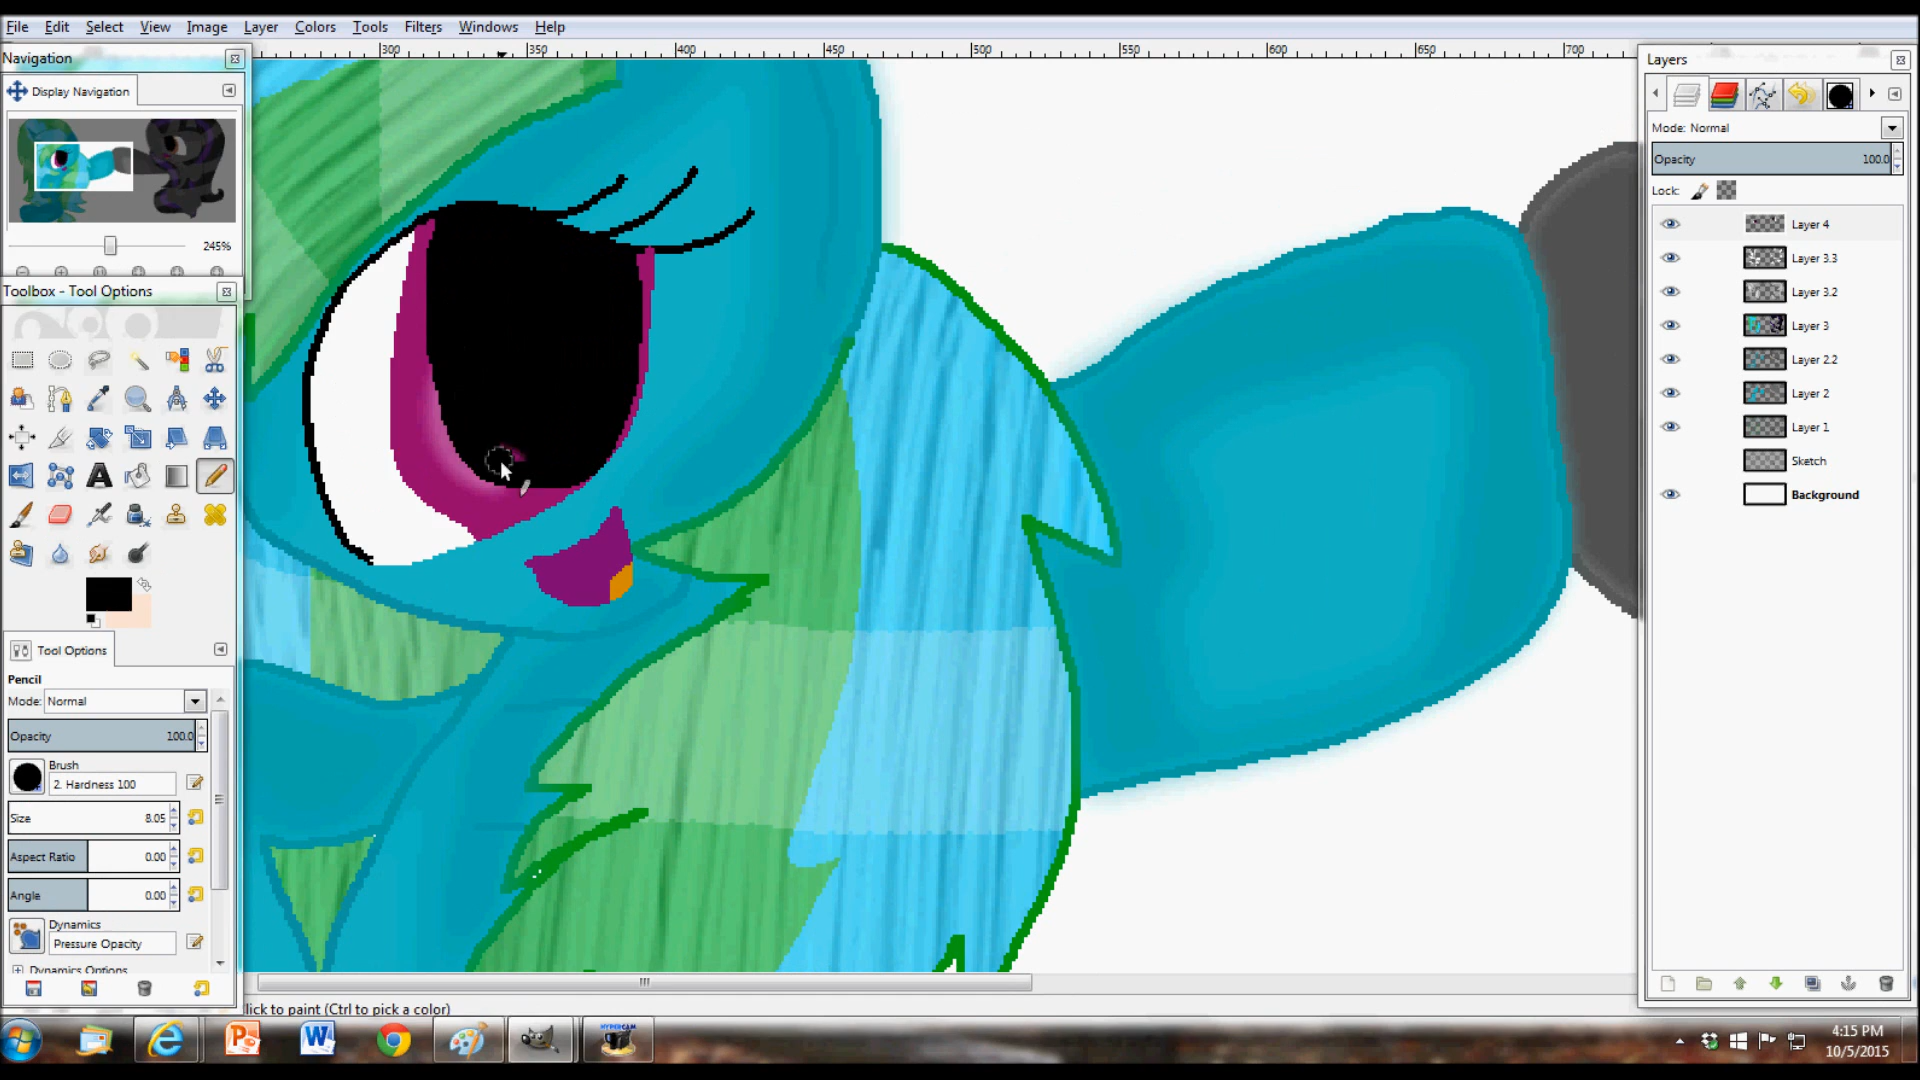 File Edit Select View Image Layer Colors Tools Filters Windows Help
300 350 400 450 500 550 600 650 700
Navigation
Display Navigation
245%
Toolbox - Tool Options
Tool Options
Pencil
Mode: Normal
Opacity 100.0
Brush
2. Hardness 100
Size 8.05
Aspect Ratio 0.00
Angle 0.00
Dynamics
Pressure Opacity
Dynamics Options
lick to paint (Ctrl to pick a color)
Layers
Mode: Normal
Opacity 100.0
Lock:
Layer 4
Layer 3.3
Layer 3.2
Layer 3
Layer 2.2
Layer 2
Layer 1
Sketch
Background
HYPERCAM
4:15 PM
10/5/2015